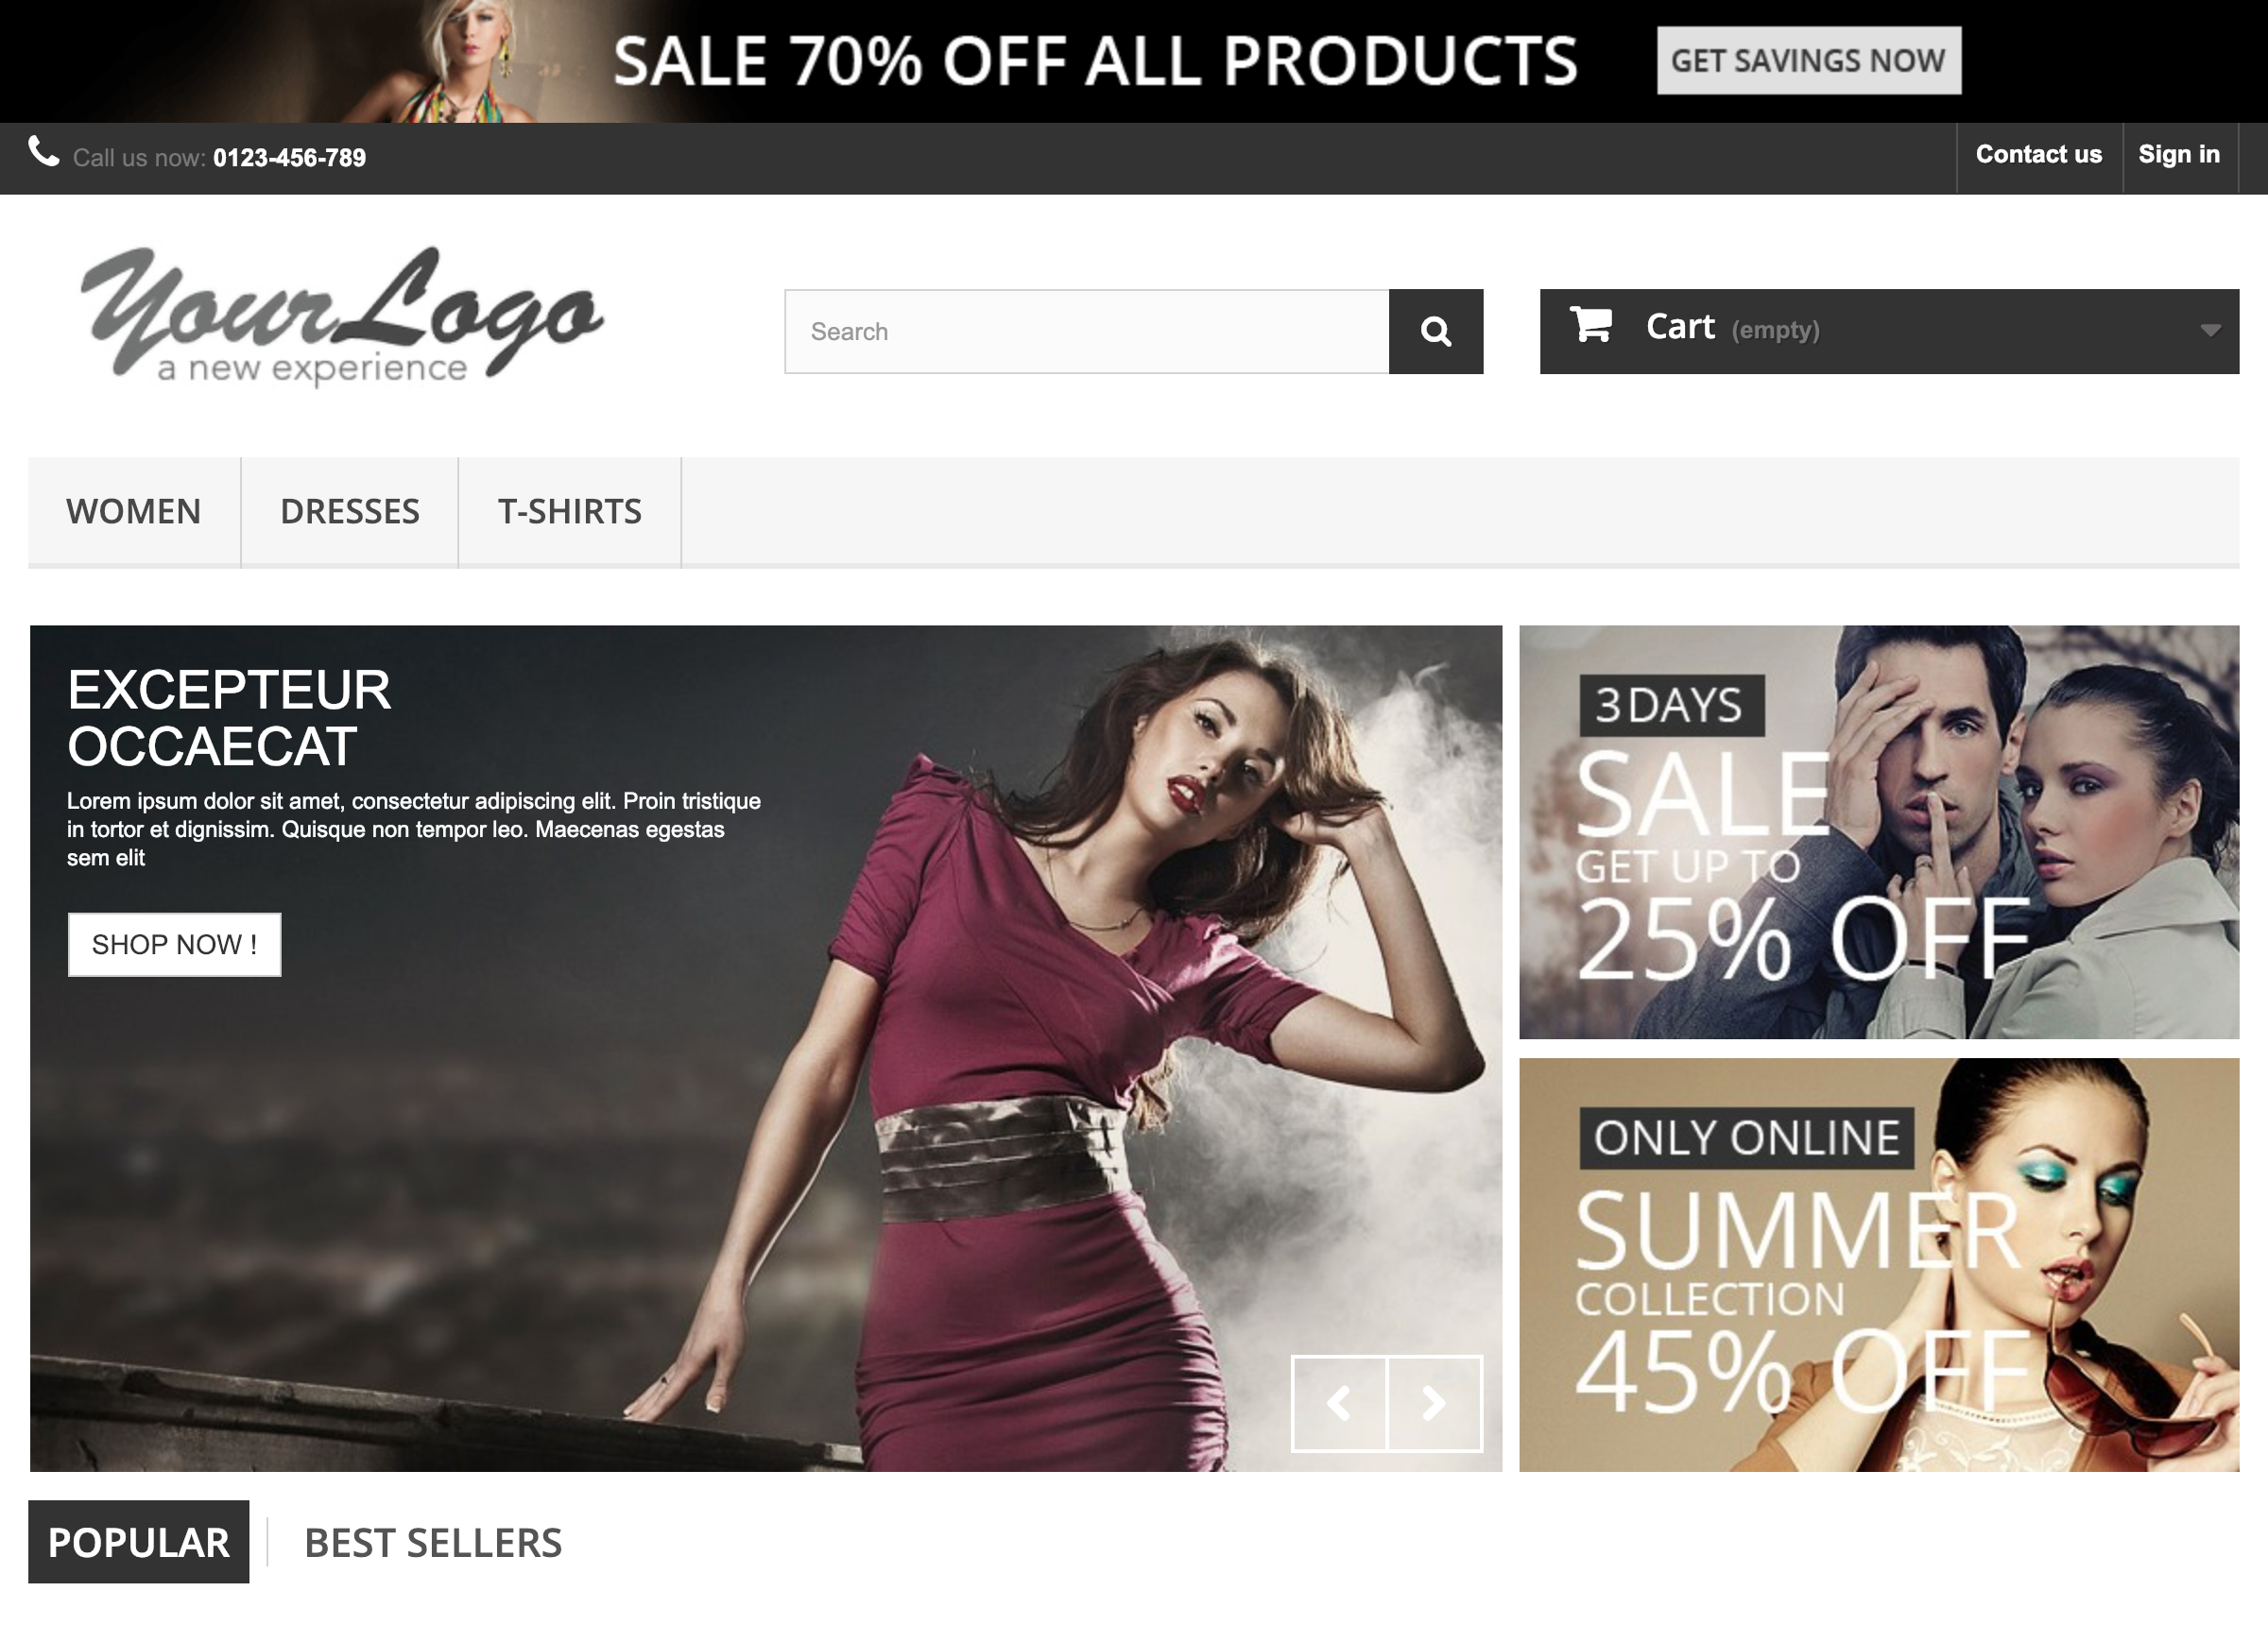 SALE 70% OFF ALL PRODUCTS
GET SAVINGS NOW
Call us now: 0123-456-789
Contact us
Sign in
Your Logo
a new experience
Search
Cart (empty)
WOMEN
DRESSES
T-SHIRTS
EXCEPTEUR
OCCAECAT
Lorem ipsum dolor sit amet, consectetur adipiscing elit. Proin tristique
in tortor et dignissim. Quisque non tempor leo. Maecenas egestas
sem elit
SHOP NOW !
3 DAYS
SALE
GET UP TO
25% OFF
ONLY ONLINE
SUMMER
COLLECTION
45% OFF
POPULAR
BEST SELLERS